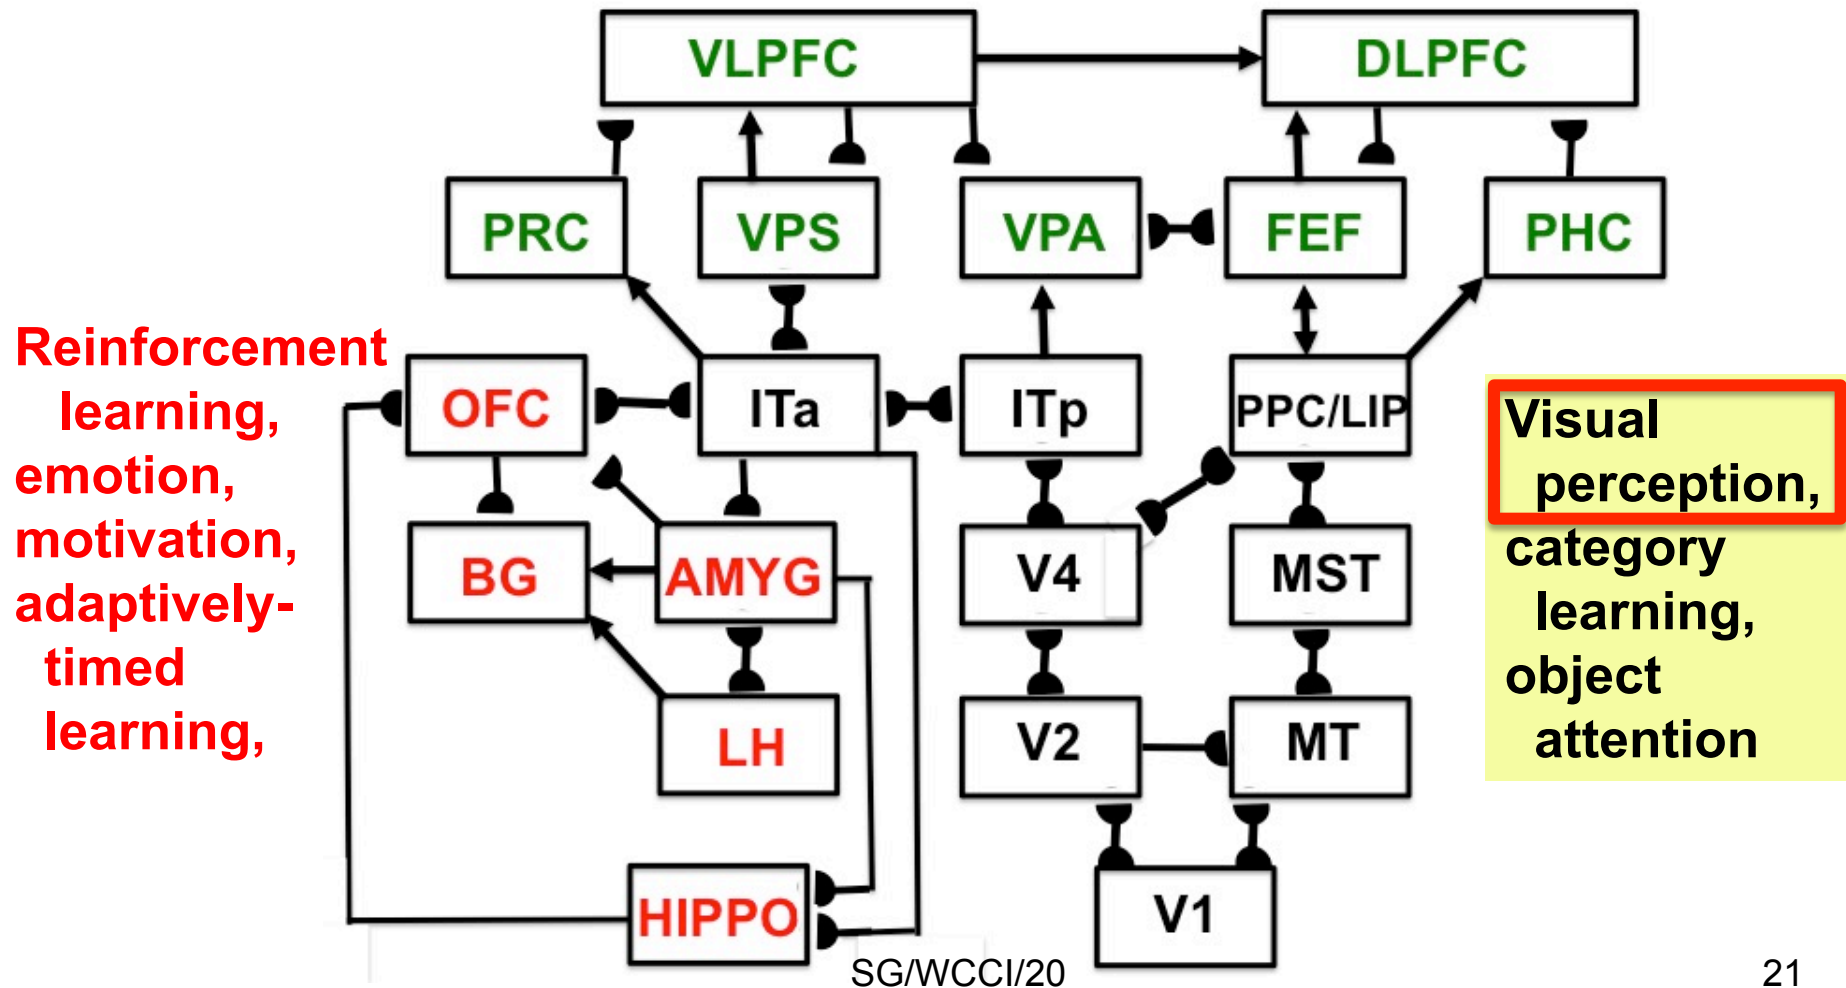 VLPFC
DLPFC
PRC
VPS
VPA
FEF
PHC
Reinforcement
learning,
emotion,
motivation,
adaptively-
timed
learning,
OFC
ITa
ITp
PPC/LIP
BG
AMYG
V4
MST
LH
V2
MT
HIPPO
V1
Visual
perception,
category
learning,
object
attention
SG/WCCI/20
21